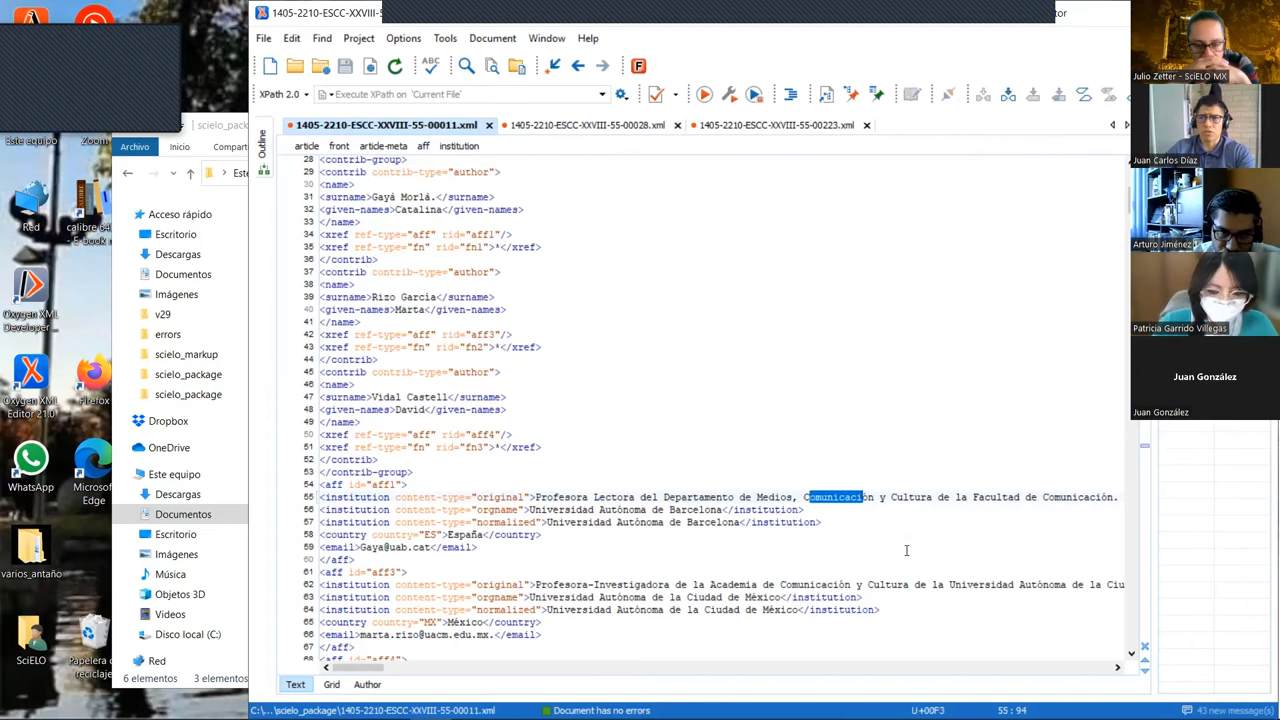 1405-2210-ESCC-XXVIII-5
tor
File Edit Find Project Options Tools Document Window Help
ABC
F
XPath 2.0 Execute XPath on 'Current File'
1405-2210-ESCC-XXVIII-55-00011.xml 1405-2210-ESCC-XXVIII-55-00028.xml 1405-2210-ESCC-XXVIII-55-00223.xml
article front article-meta aff institution
Outline
28 <contrib-group>
29 <contrib contrib-type="author">
30 <name>
31 <surname>Gayá Morlà.</surname>
32 <given-names>Catalina</given-names>
33 </name>
34 <xref ref-type="aff" rid="aff1"/>
35 <xref ref-type="fn" rid="fn1">*</xref>
36 </contrib>
37 <contrib contrib-type="author">
38 <name>
39 <surname>Rizo García</surname>
40 <given-names>Marta</given-names>
41 </name>
42 <xref ref-type="aff" rid="aff3"/>
43 <xref ref-type="fn" rid="fn2">*</xref>
44 </contrib>
45 <contrib contrib-type="author">
46 <name>
47 <surname>Vidal Castell</surname>
48 <given-names>David</given-names>
49 </name>
50 <xref ref-type="aff" rid="aff4"/>
51 <xref ref-type="fn" rid="fn3">*</xref>
52 </contrib>
53 </contrib-group>
54 <aff id="aff1">
55 <institution content-type="original">Profesora Lectora del Departamento de Medios, Comunicación y Cultura de la Facultad de Comunicación.
56 <institution content-type="orgname">Universidad Autònoma de Barcelona</institution>
57 <institution content-type="normalized">Universidad Autònoma de Barcelona</institution>
58 <country country="ES">España</country>
59 <email>Gaya@uab.cat</email>
60 </aff>
61 <aff id="aff3">
62 <institution content-type="original">Profesora-Investigadora de la Academia de Comunicación y Cultura de la Universidad Autónoma de la Ciu
63 <institution content-type="orgname">Universidad Autónoma de la Ciudad de México</institution>
64 <institution content-type="normalized">Universidad Autónoma de la Ciudad de México</institution>
65 <country country="MX">México</country>
66 <email>marta.rizo@uacm.edu.mx.</email>
67 </aff>
68 <aff id="aff4">
Text Grid Author
C:\...\scielo_package\1405-2210-ESCC-XXVIII-55-00011.xml Document has no errors U+00F3 55 : 94 43 new message(s)
Este equipo
Zoom
Red
calibre 64
E-book
Oxygen XML
Developer ...
Oxygen XML
Editor 21.0
Firefox
WhatsApp
Microsof
Edge
varios_antaño
SciELO
Papelera de
reciclaje
scielo_pack
Archivo Inicio Compart
Este
Acceso rápido
Escritorio
Descargas
Documentos
Imágenes
v29
errors
scielo_markup
scielo_package
scielo_package
Dropbox
OneDrive
Este equipo
Descargas
Documentos
Escritorio
Imágenes
Música
Objetos 3D
Videos
Disco local (C:)
Red
6 elementos 3 elementos
Julio Zetter - SciELO MX
Juan Carlos Díaz
Arturo Jiménez
Patricia Garrido Villegas
Juan González
Juan González